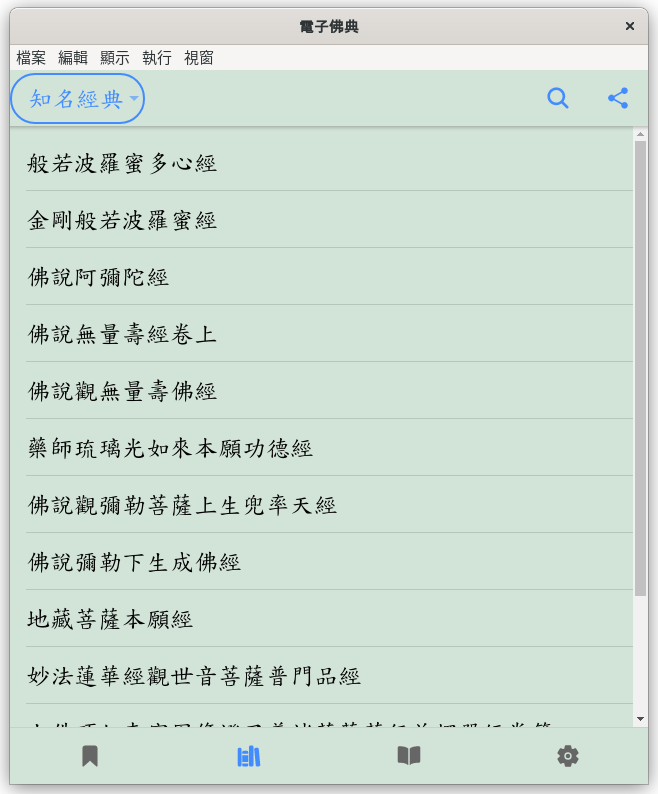 電子佛典
檔案 編輯 顯示 執行 視窗
知名經典
般若波羅蜜多心經
金剛般若波羅蜜經
佛說阿彌陀經
佛說無量壽經卷上
佛說觀無量壽佛經
藥師琉璃光如來本願功德經
佛說觀彌勒菩薩上生兜率天經
佛說彌勒下生成佛經
地藏菩薩本願經
妙法蓮華經觀世音菩薩普門品經